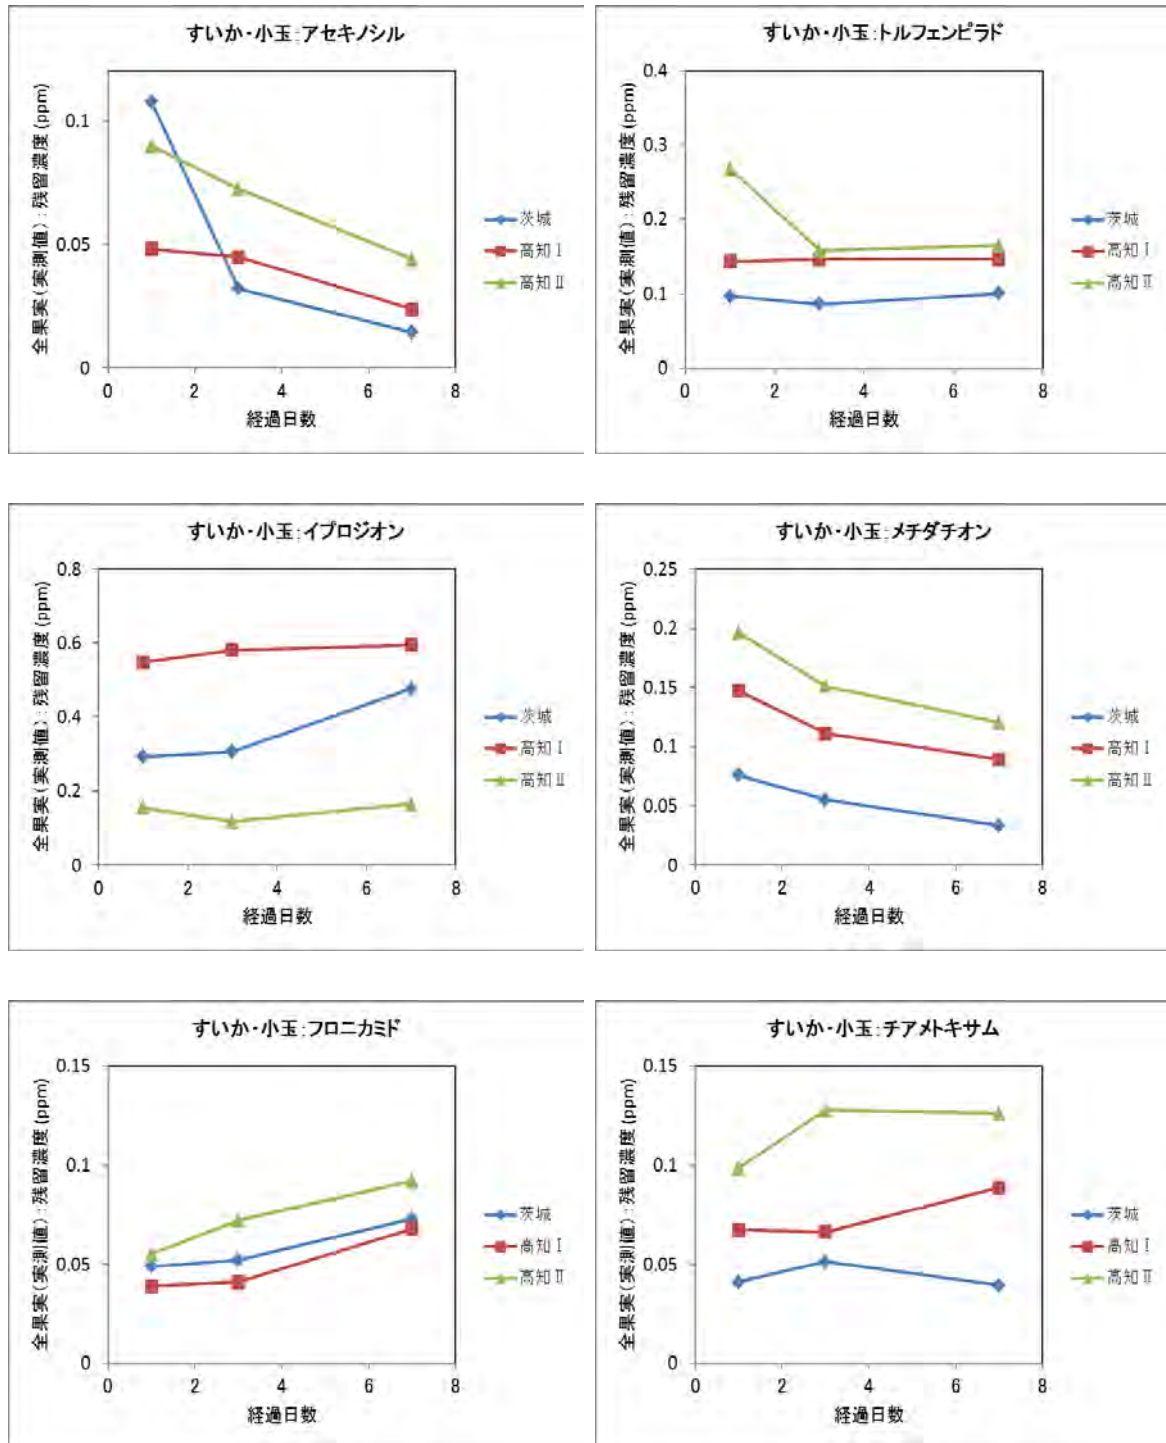 すいか・小玉:アセキノシル
全果実(実測値):残留濃度(ppm)
0.1
0.05
0
0 2 4 6 8
経過日数
茨城
高知Ⅰ
高知Ⅱ
すいか・小玉:トルフェンピラド
全果実(実測値):残留濃度(ppm)
0.4
0.3
0.2
0.1
0
0 2 4 6 8
経過日数
茨城
高知Ⅰ
高知Ⅱ
すいか・小玉:イプロジオン
全果実(実測値):残留濃度(ppm)
0.8
0.6
0.4
0.2
0
0 2 4 6 8
経過日数
茨城
高知Ⅰ
高知Ⅱ
すいか・小玉:メチダチオン
全果実(実測値):残留濃度(ppm)
0.25
0.2
0.15
0.1
0.05
0
0 2 4 6 8
経過日数
茨城
高知Ⅰ
高知Ⅱ
すいか・小玉:フロニカミド
全果実(実測値):残留濃度(ppm)
0.15
0.1
0.05
0
0 2 4 6 8
経過日数
茨城
高知Ⅰ
高知Ⅱ
すいか・小玉:チアメトキサム
全果実(実測値):残留濃度(ppm)
0.15
0.1
0.05
0
0 2 4 6 8
経過日数
茨城
高知Ⅰ
高知Ⅱ